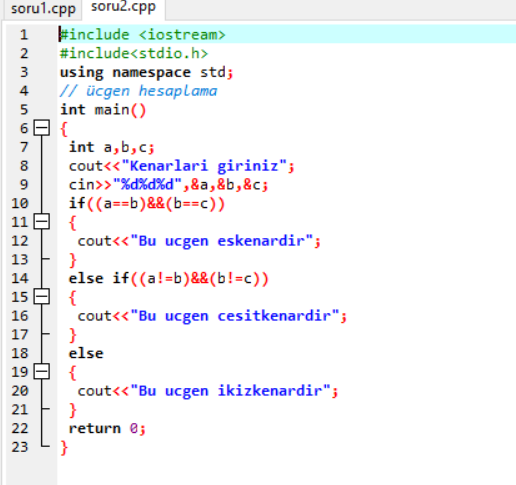 soru1.cpp soru2.cpp
1 #include <iostream>
2 #include<stdio.h>
3 using namespace std;
4 // üçgen hesaplama
5 int main()
6 {
7 int a,b,c;
8 cout<<"Kenarlari giriniz";
9 cin>>"%d%d%d",&a,&b,&c;
10 if((a==b)&&(b==c))
11 {
12 cout<<"Bu ucgen eskenardir";
13 }
14 else if((a!=b)&&(b!=c))
15 {
16 cout<<"Bu ucgen cesitkenardir";
17 }
18 else
19 {
20 cout<<"Bu ucgen ikizkenardir";
21 }
22 return 0;
23 }